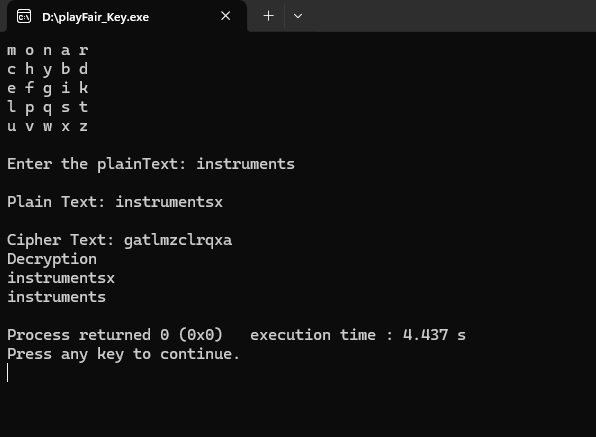 D:\playFair_Key.exe
m o n a r
c h y b d
e f g i k
l p q s t
u v w x z
Enter the plainText: instruments
Plain Text: instrumentsx
Cipher Text: gatlmzclrqxa
Decryption
instrumentsx
instruments
Process returned 0 (0x0)   execution time : 4.437 s
Press any key to continue.